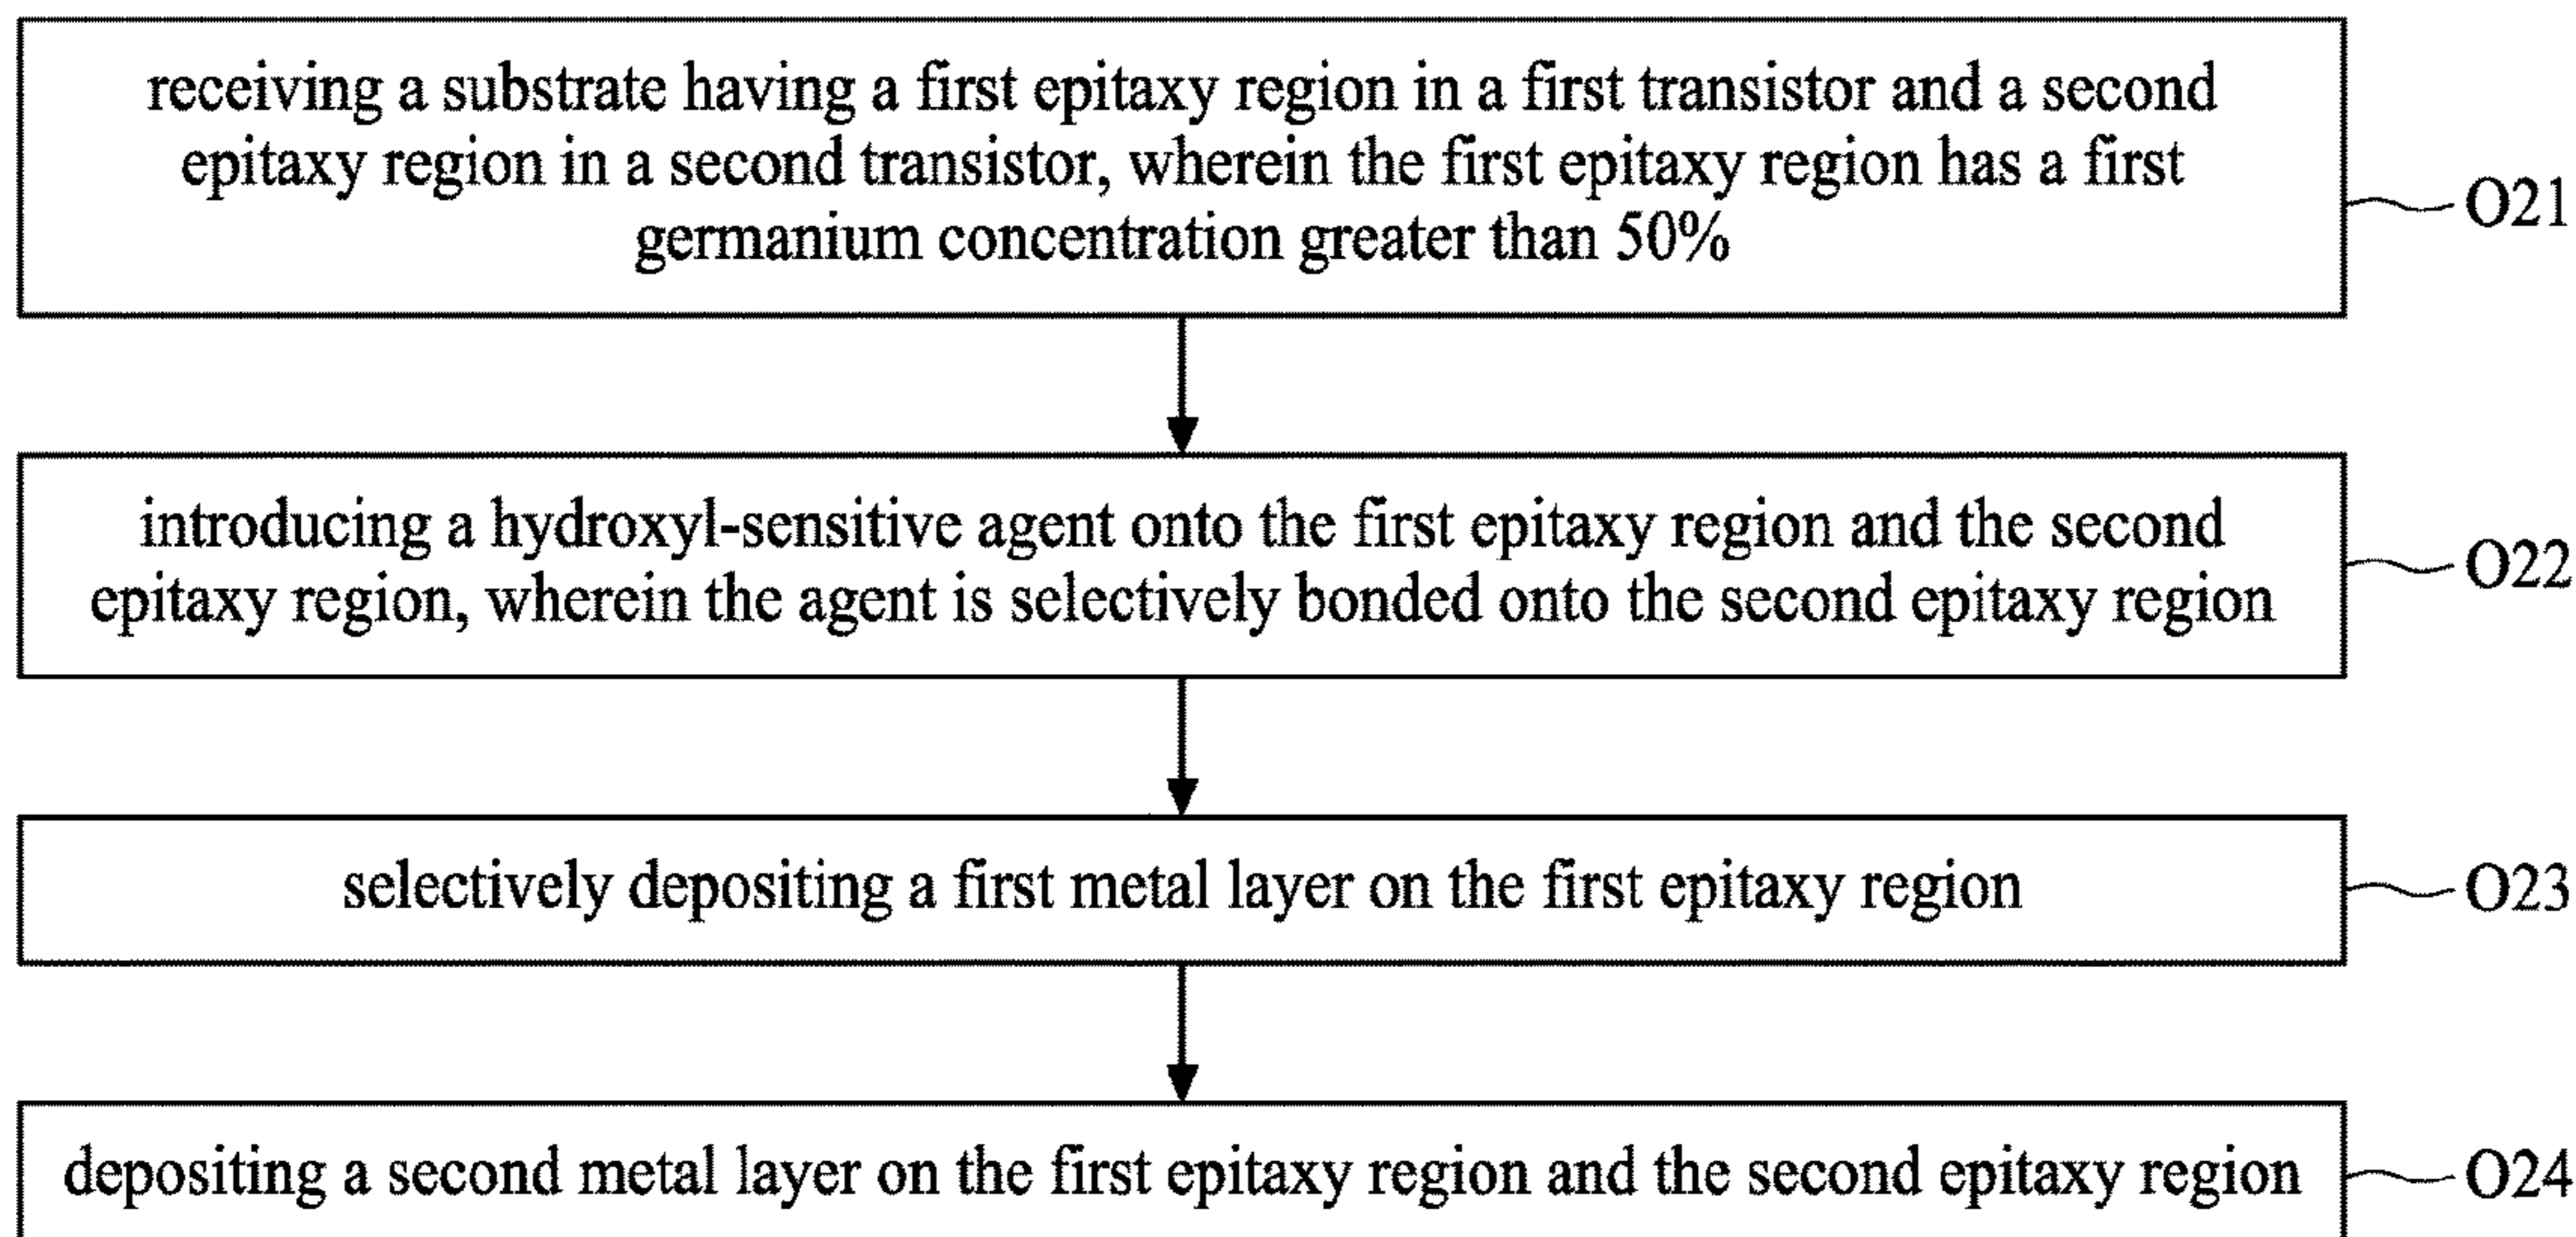 receiving a substrate having a first epitaxy region in a first transistor and a second
epitaxy region in a second transistor, wherein the first epitaxy region has a first
germanium concentration greater than 50%
O21
introducing a hydroxyl-sensitive agent onto the first epitaxy region and the second
epitaxy region, wherein the agent is selectively bonded onto the second epitaxy region
O22
selectively depositing a first metal layer on the first epitaxy region
O23
depositing a second metal layer on the first epitaxy region and the second epitaxy region
O24